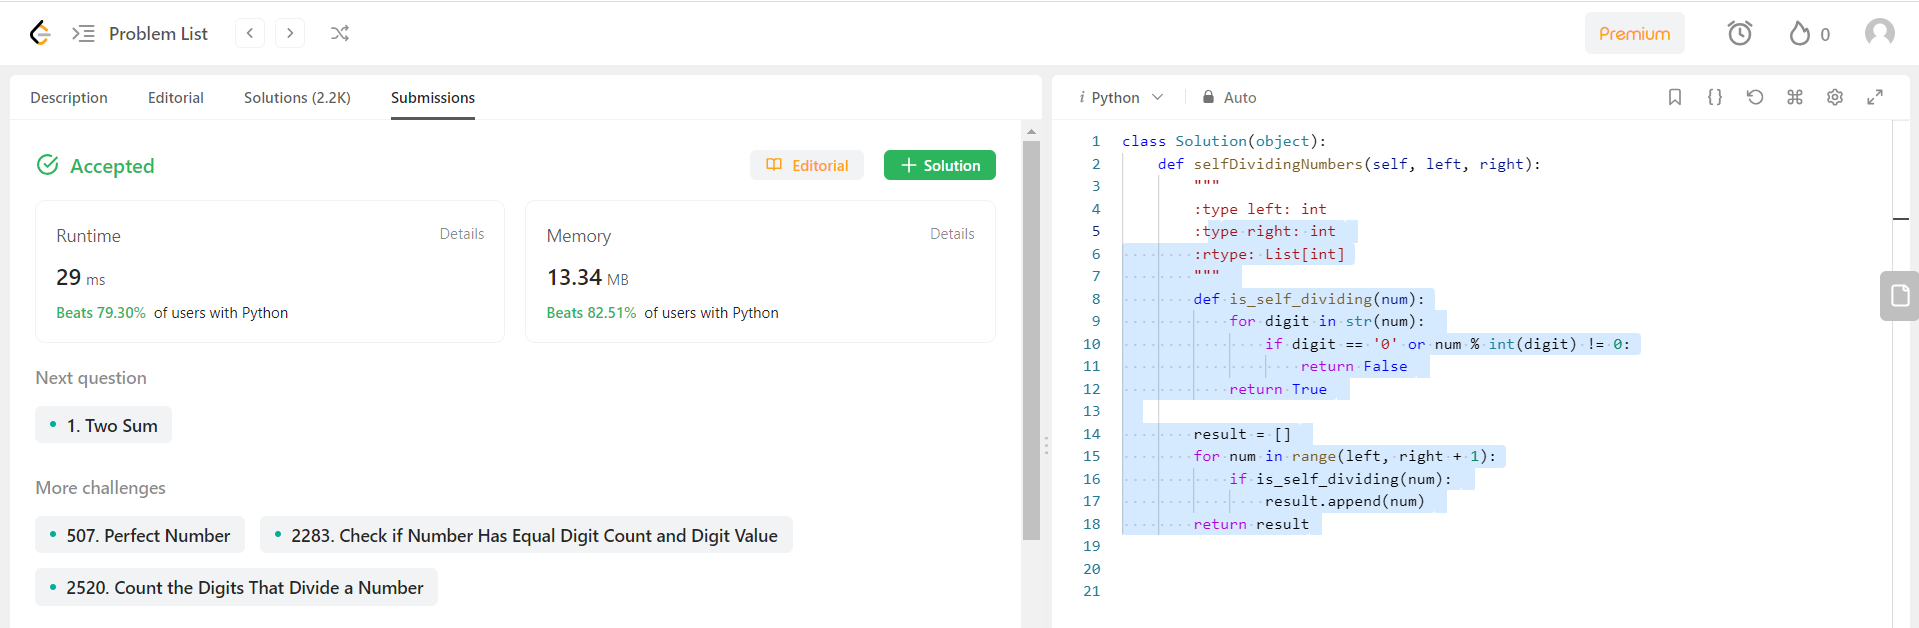 Problem List
Premium
0
Description Editorial Solutions (2.2K) Submissions
Accepted
Editorial
Solution
Runtime
Details
29 ms
Beats 79.30% of users with Python
Memory
Details
13.34 MB
Beats 82.51% of users with Python
Next question
1. Two Sum
More challenges
507. Perfect Number
2283. Check if Number Has Equal Digit Count and Digit Value
2520. Count the Digits That Divide a Number
i Python
Auto
1 class Solution(object):
2     def selfDividingNumbers(self, left, right):
3         """
4         :type left: int
5         :type right: int
6         :rtype: List[int]
7         """
8         def is_self_dividing(num):
9             for digit in str(num):
10                 if digit == '0' or num % int(digit) != 0:
11                     return False
12             return True
13
14         result = []
15         for num in range(left, right + 1):
16             if is_self_dividing(num):
17                 result.append(num)
18         return result
19
20
21